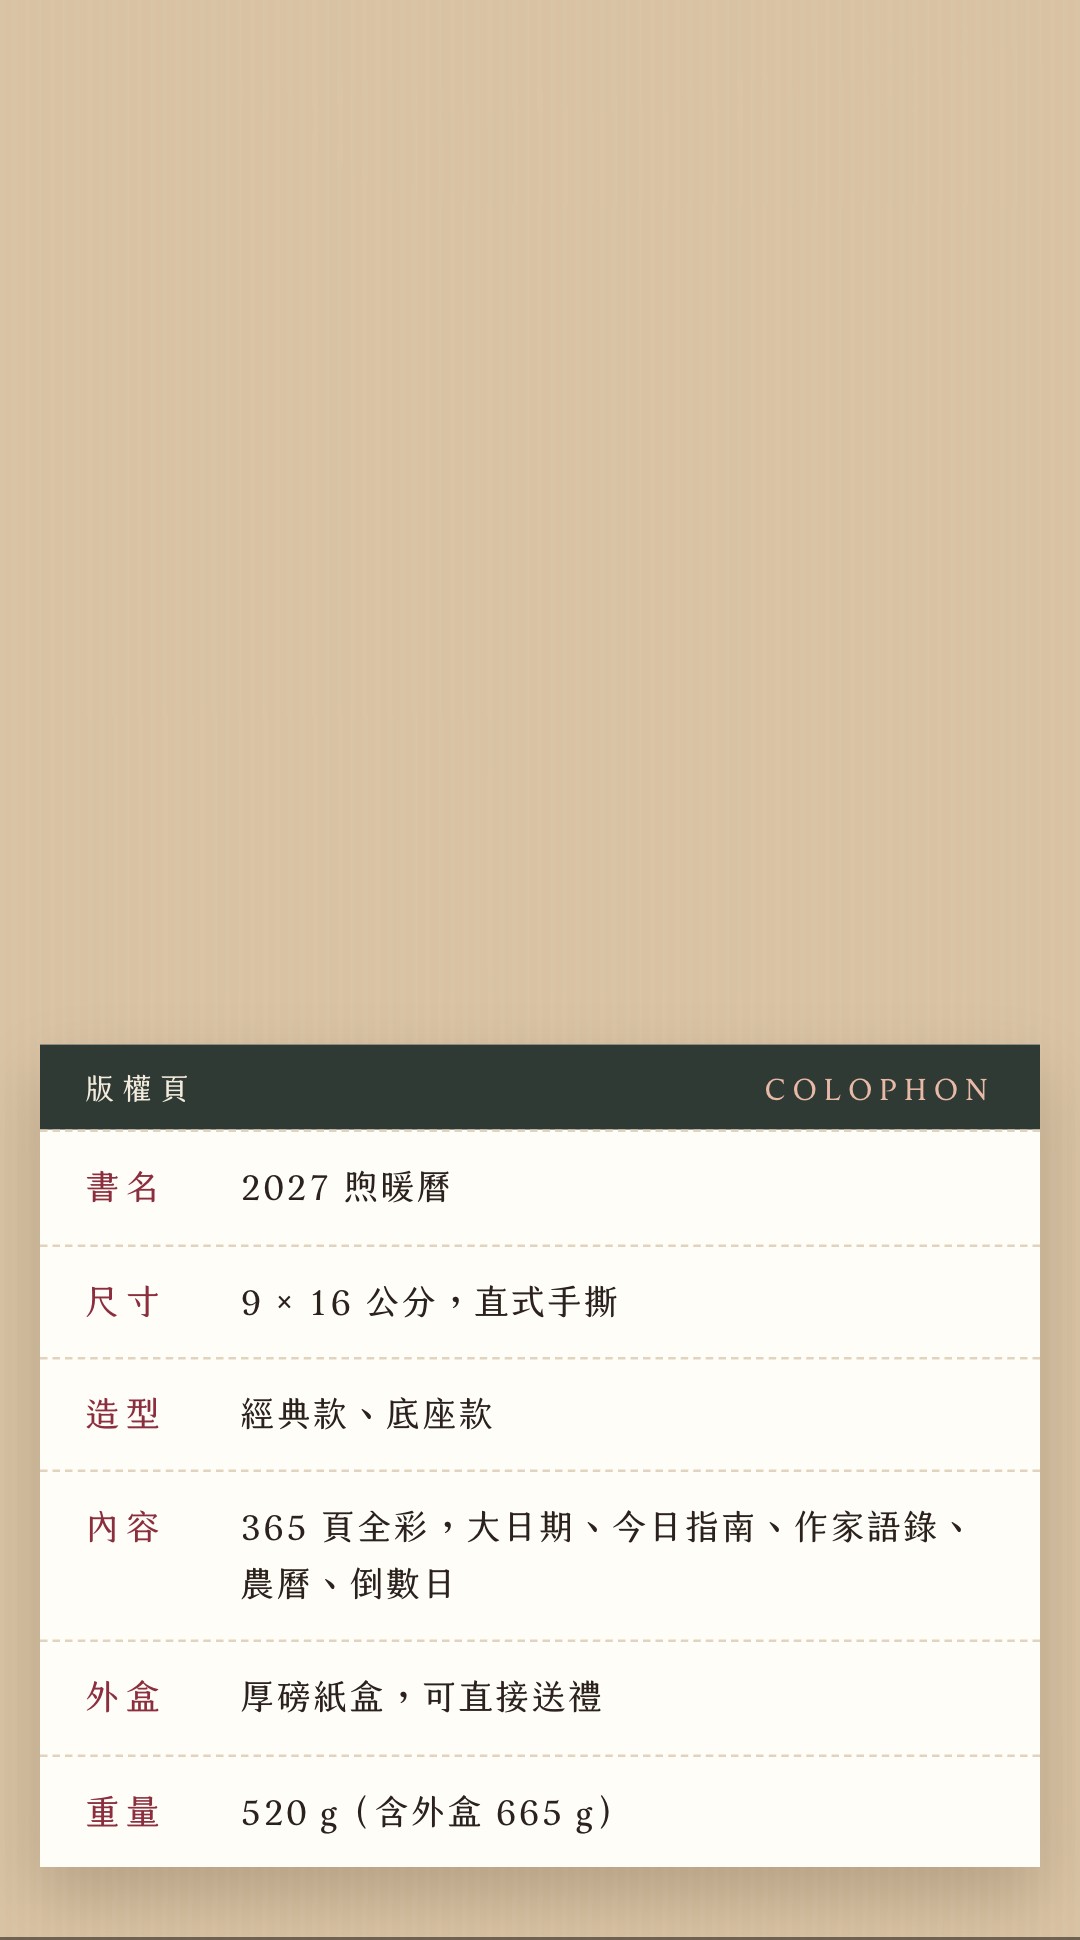 版權頁 COLOPHON
書名 2027 煦暖曆
尺寸 9 × 16 公分，直式手撕
造型 經典款、底座款
內容 365 頁全彩，大日期、今日指南、作家語錄、
農曆、倒數日
外盒 厚磅紙盒，可直接送禮
重量 520 g（含外盒 665 g）